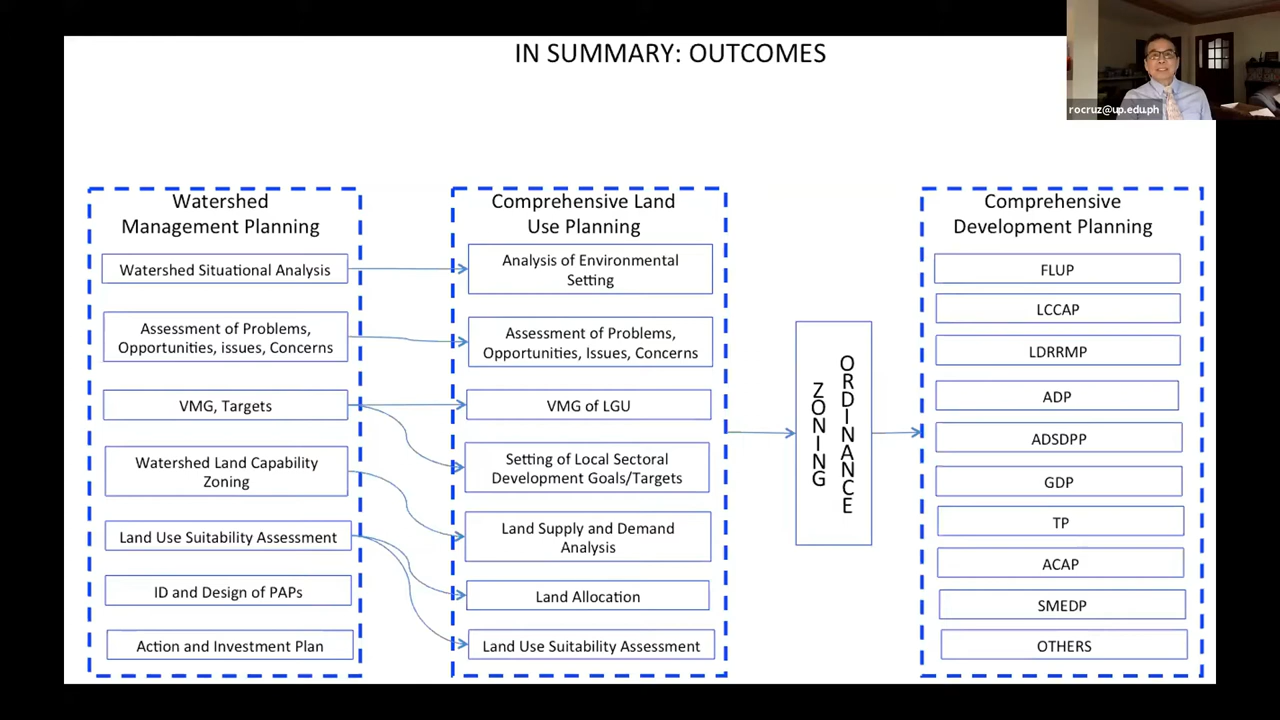 IN SUMMARY: OUTCOMES
rocruz@up.edu.ph
Watershed
Management Planning
Watershed Situational Analysis
Assessment of Problems,
Opportunities, issues, Concerns
VMG, Targets
Watershed Land Capability
Zoning
Land Use Suitability Assessment
ID and Design of PAPs
Action and Investment Plan
Comprehensive Land
Use Planning
Analysis of Environmental
Setting
Assessment of Problems,
Opportunities, Issues, Concerns
VMG of LGU
Setting of Local Sectoral
Development Goals/Targets
Land Supply and Demand
Analysis
Land Allocation
Land Use Suitability Assessment
ZONING
ORDINANCE
Comprehensive
Development Planning
FLUP
LCCAP
LDRRMP
ADP
ADSDPP
GDP
TP
ACAP
SMEDP
OTHERS